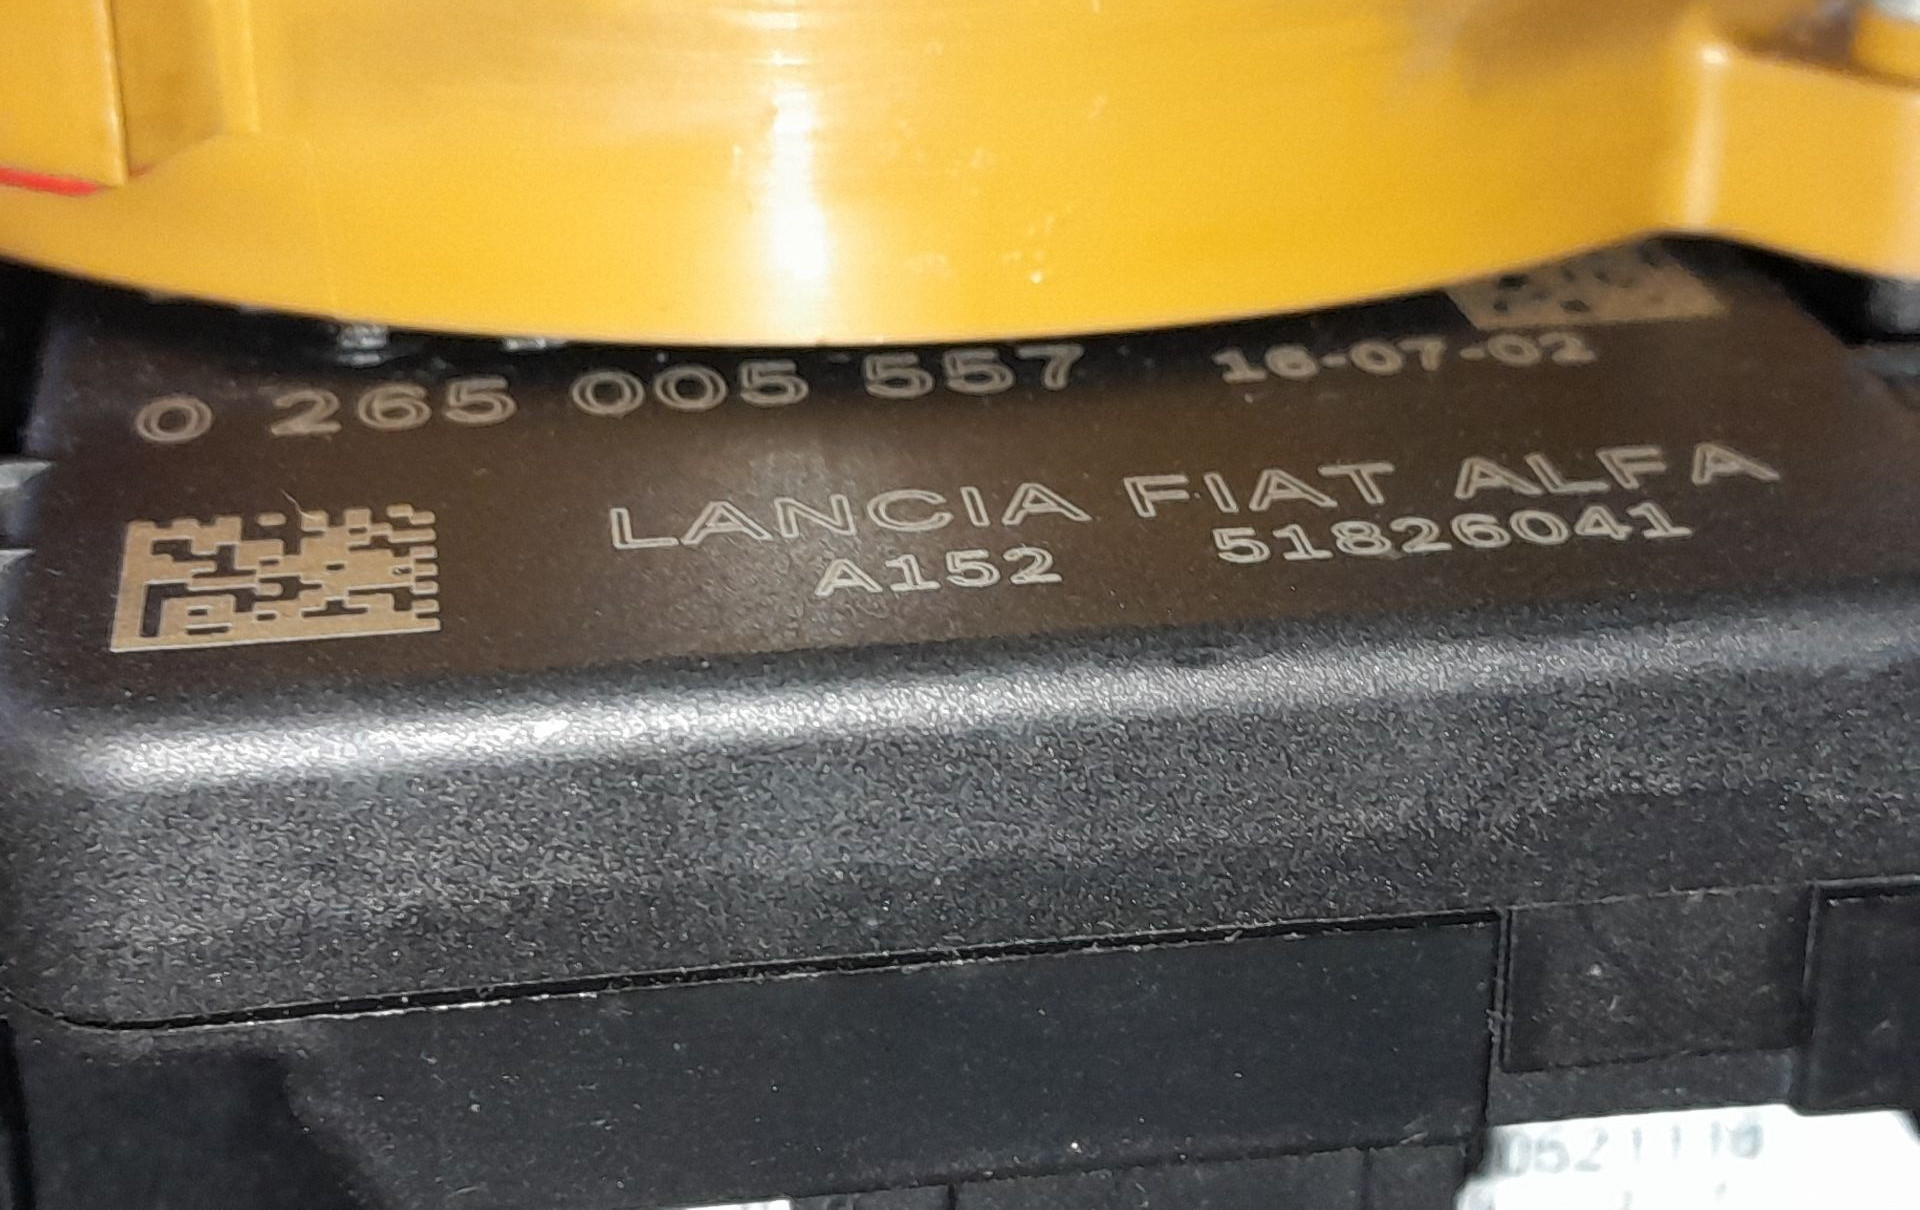 0 265 005 557 16-07-02
LANCIA FIAT ALFA
A152 51826041